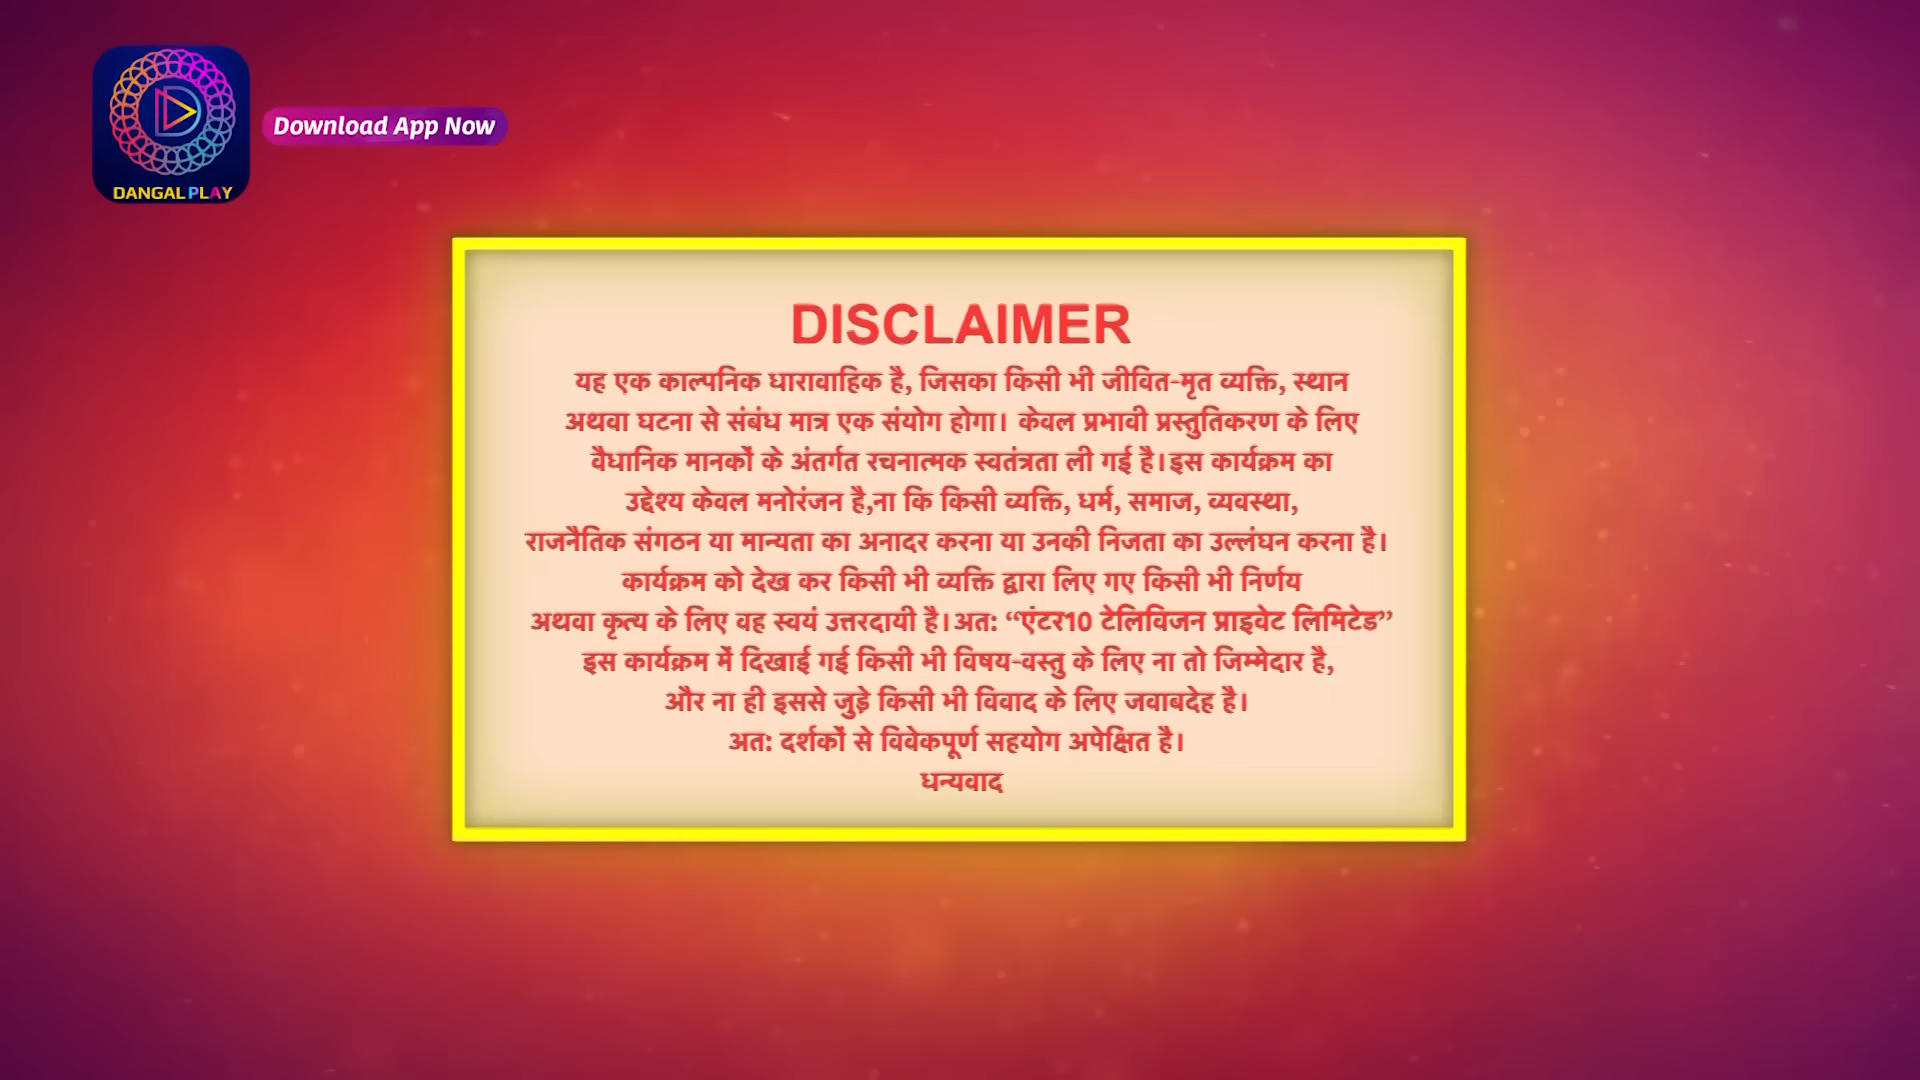 DANGAL PLAY
Download App Now
DISCLAIMER
यह एक काल्पनिक धारावाहिक है, जिसका किसी भी जीवित-मृत व्यक्ति, स्थान
अथवा घटना से संबंध मात्र एक संयोग होगा। केवल प्रभावी प्रस्तुतिकरण के लिए
वैधानिक मानकों के अंतर्गत रचनात्मक स्वतंत्रता ली गई है।इस कार्यक्रम का
उद्देश्य केवल मनोरंजन है,ना कि किसी व्यक्ति, धर्म, समाज, व्यवस्था,
राजनैतिक संगठन या मान्यता का अनादर करना या उनकी निजता का उल्लंघन करना है।
कार्यक्रम को देख कर किसी भी व्यक्ति द्वारा लिए गए किसी भी निर्णय
अथवा कृत्य के लिए वह स्वयं उत्तरदायी है।अत: “एंटर10 टेलिविजन प्राइवेट लिमिटेड”
इस कार्यक्रम में दिखाई गई किसी भी विषय-वस्तु के लिए ना तो जिम्मेदार है,
और ना ही इससे जुड़े किसी भी विवाद के लिए जवाबदेह है।
अत: दर्शकों से विवेकपूर्ण सहयोग अपेक्षित है।
धन्यवाद